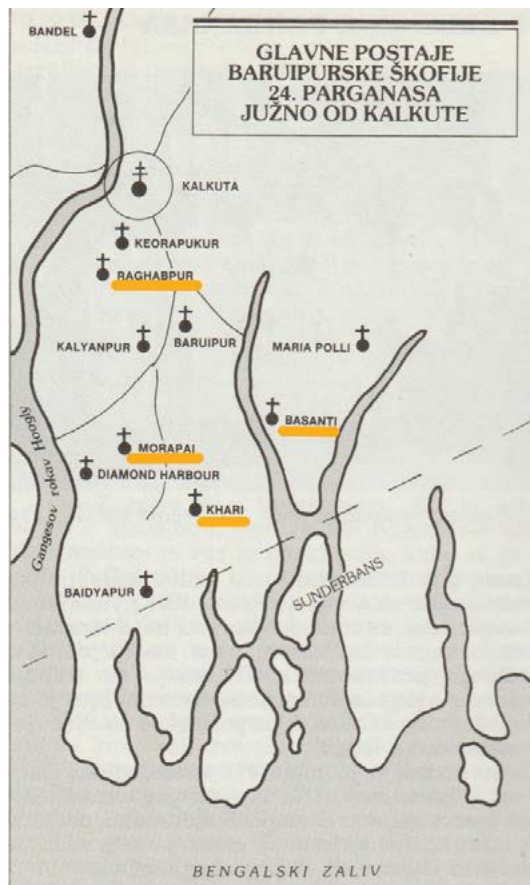 BANDEL
GLAVNE POSTAJE
BARUIPURSKE ŠKOFIJE
24. PARGANASA
JUŽNO OD KALKUTE
KALKUTA
KEORAPUKUR
RAGHABPUR
BARUIPUR
KALYANPUR
MARIA POLLI
BASANTI
Gangesov rokav Hoogly
MORAPAI
DIAMOND HARBOUR
KHARI
SUNDERBANS
BAIDYAPUR
BENGALSKI ZALIV